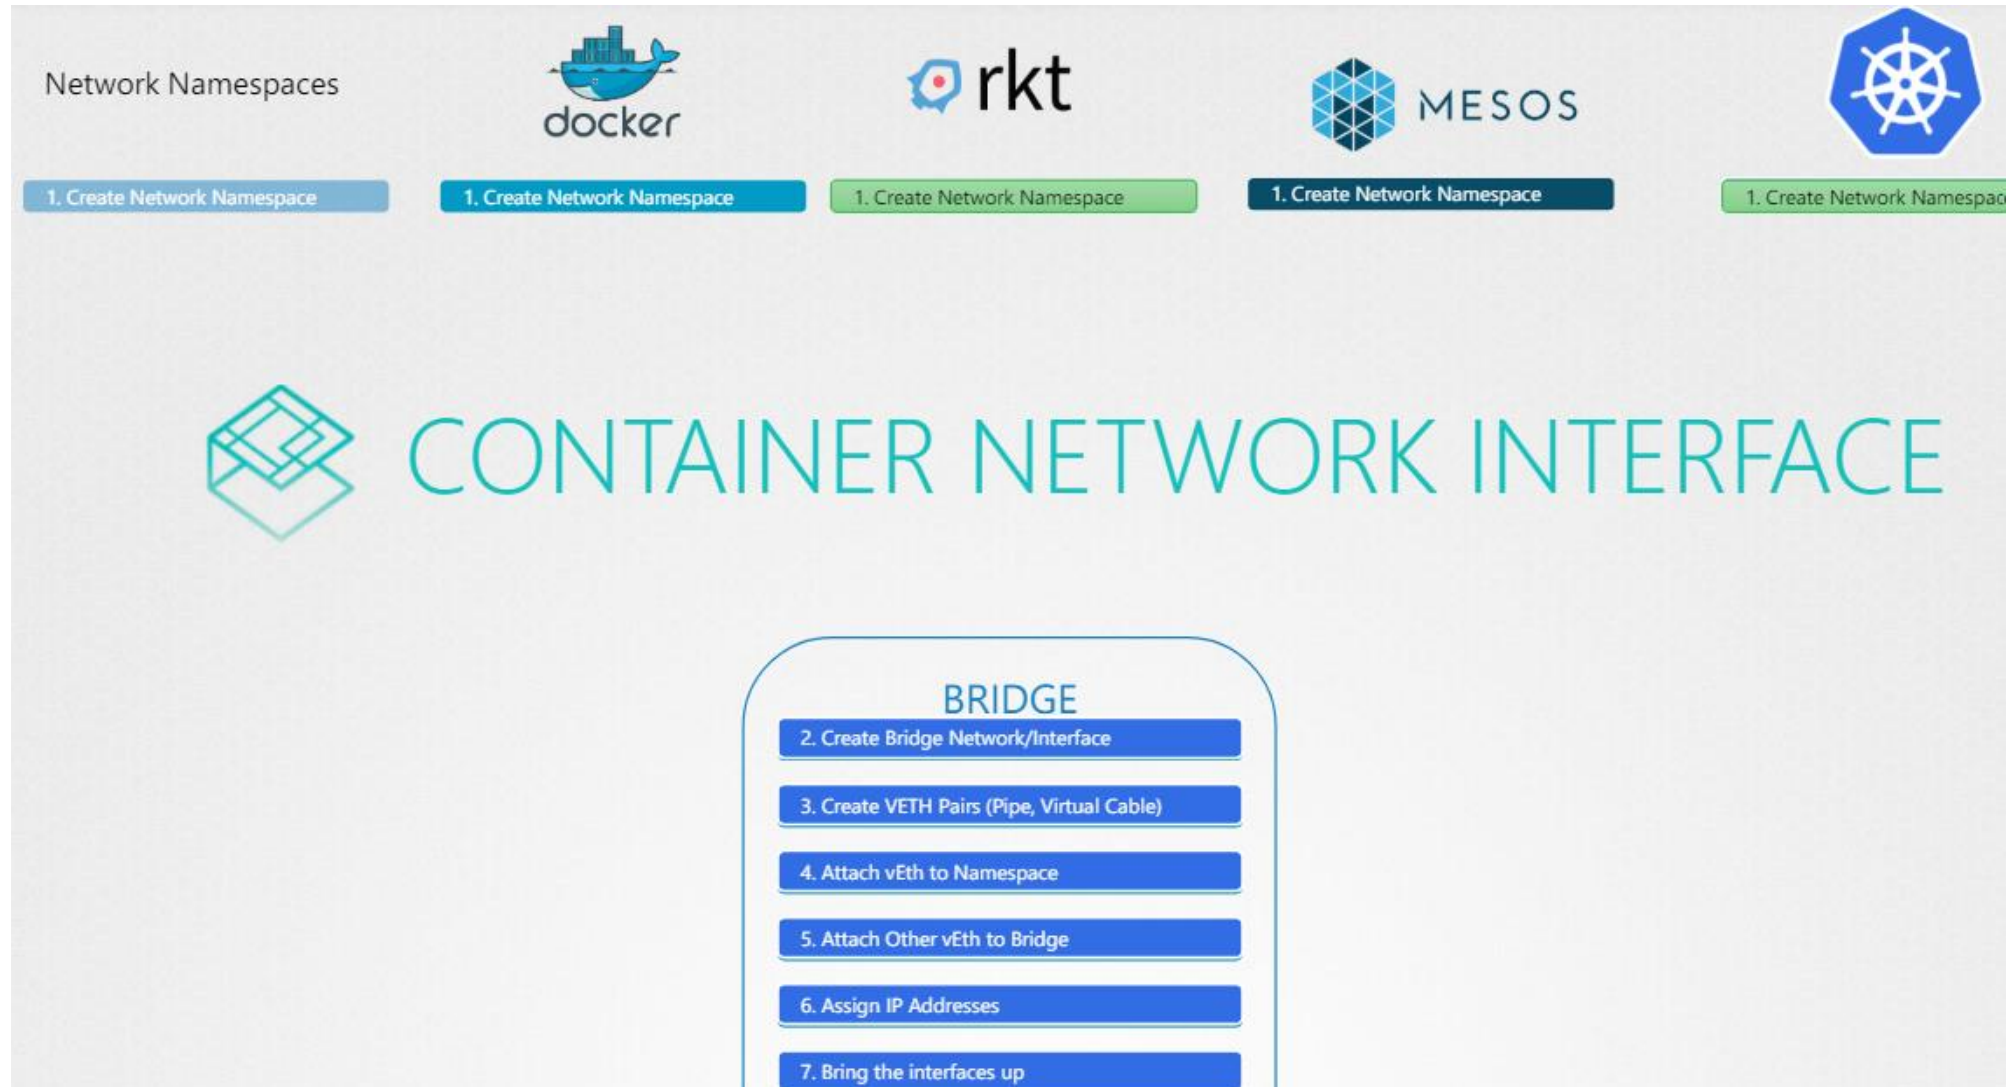 Network Namespaces
docker
rkt
MESOS
1. Create Network Namespace
1. Create Network Namespace
1. Create Network Namespace
1. Create Network Namespace
1. Create Network Namespac
CONTAINER NETWORK INTERFACE
BRIDGE
2. Create Bridge Network/Interface
3. Create VETH Pairs (Pipe, Virtual Cable)
4. Attach vEth to Namespace
5. Attach Other vEth to Bridge
6. Assign IP Addresses
7. Bring the interfaces up